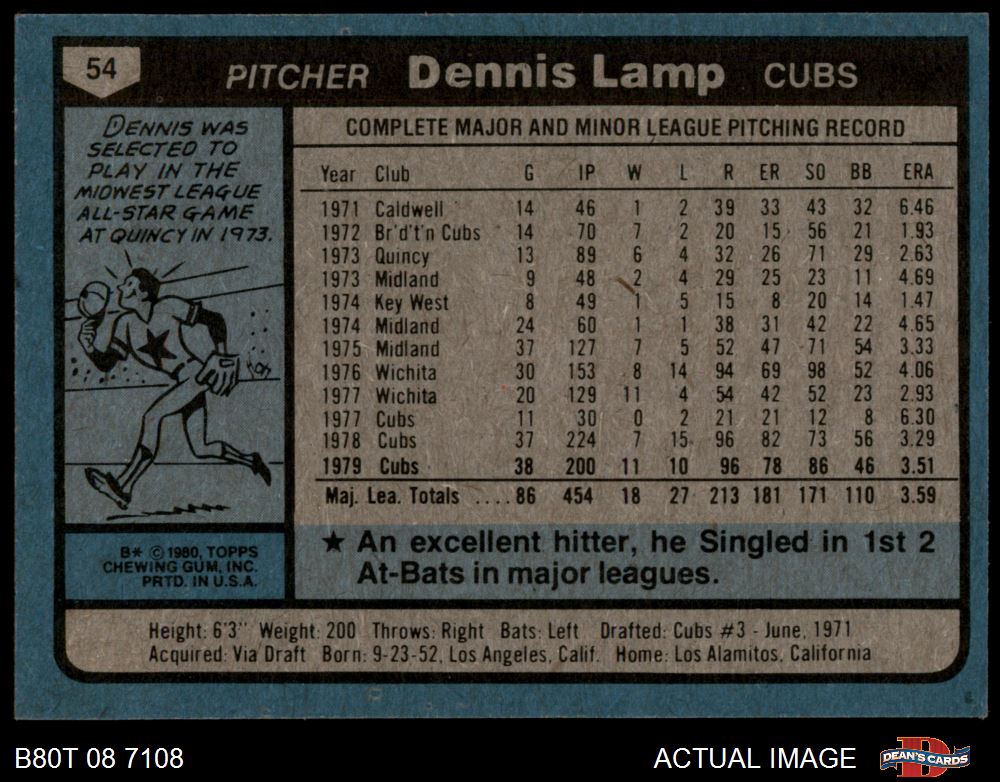 54 PITCHER Dennis Lamp CUBS
DENNIS WAS
SELECTED TO
PLAY IN THE
MIDWEST LEAGUE
ALL-STAR GAME
AT QUINCY IN 1973.
COMPLETE MAJOR AND MINOR LEAGUE PITCHING RECORD
Year Club G IP W L R ER SO BB ERA
1971 Caldwell 14 46 1 2 39 33 43 32 6.46
1972 Br'd't'n Cubs 14 70 7 2 20 15 56 21 1.93
1973 Quincy 13 89 6 4 32 26 71 29 2.63
1973 Midland 9 48 2 4 29 25 23 11 4.69
1974 Key West 8 49 1 5 15 8 20 14 1.47
1974 Midland 24 60 1 1 38 31 42 22 4.65
1975 Midland 37 127 7 5 52 47 71 54 3.33
1976 Wichita 30 153 8 14 94 69 98 52 4.06
1977 Wichita 20 129 11 4 54 42 52 23 2.93
1977 Cubs 11 30 0 2 21 21 12 8 6.30
1978 Cubs 37 224 7 15 96 82 73 56 3.29
1979 Cubs 38 200 11 10 96 78 86 46 3.51
Maj. Lea. Totals ....86 454 18 27 213 181 171 110 3.59
★ An excellent hitter, he Singled in 1st 2
At-Bats in major leagues.
B* © 1980, TOPPS
CHEWING GUM, INC.
PRTD. IN U.S.A.
Height: 6'3" Weight: 200 Throws: Right Bats: Left Drafted: Cubs #3 - June, 1971
Acquired: Via Draft Born: 9-23-52, Los Angeles, Calif. Home: Los Alamitos, California
B80T 08 7108 ACTUAL IMAGE DEAN'S CARDS